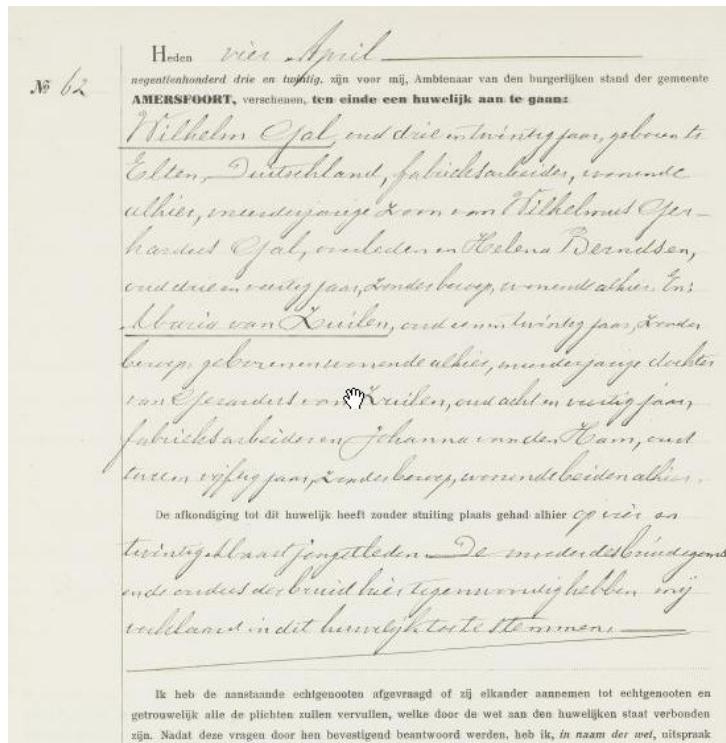 Heden vier April
№ 62
negentienhonderd drie en twintig, zijn voor mij, Ambtenaar van den burgerlijken stand der gemeente
AMERSFOORT, verschenen, ten einde een huwelijk aan te gaan:
Wilhelm Gal, oud drie en twintig jaar, geboren te
Elten, Duitschland, fabrieksarbeider, wonende
alhier, meerderjarige zoon van Wilhelmus Ger-
hardus Gal, overleden en Helena Berndsen,
oud drie en veertig jaar, zonder beroep, wonende alhier. En:
Maria van Zuilen, oud een en twintig jaar, zonder
beroep, geboren en wonende alhier, meerderjarige dochter
van Gerardus van Zuilen, oud acht en veertig jaar,
fabrieksarbeider en Johanna van den Ham, oud
twee en vijftig jaar, zonder beroep, wonende beiden alhier.
De afkondiging tot dit huwelijk heeft zonder stuiting plaats gehad alhier op vier en
twintig Maart jongstleden. De moeder des bruidegoms
en de ouders der bruid hier tegenwoordig hebben mij
verklaard in dit huwelijk toe te stemmen.
Ik heb de aanstaande echtgenooten afgevraagd of zij elkander aannemen tot echtgenooten en
getrouwelijk alle de plichten zullen vervullen, welke door de wet aan den huwelijken staat verbonden
zijn. Nadat deze vragen door hen bevestigend beantwoord werden, heb ik, in naam der wet, uitspraak